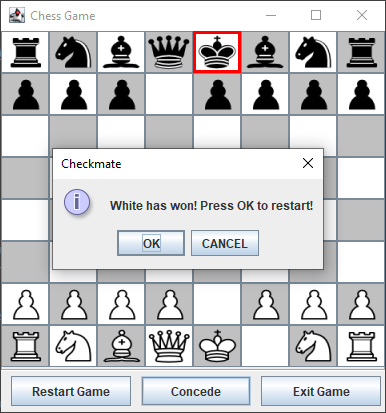 Chess Game
Checkmate
White has won! Press OK to restart!
OK CANCEL
Restart Game Concede Exit Game